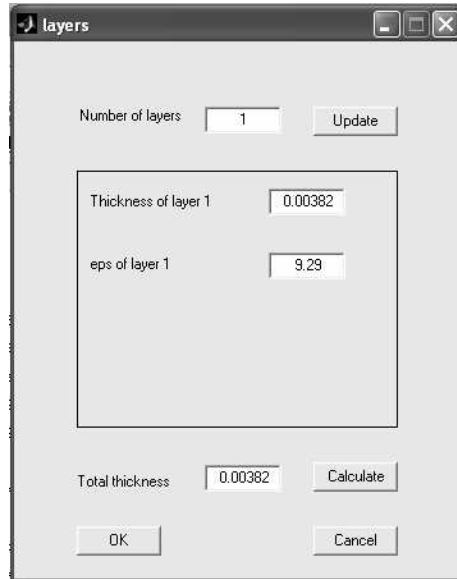 layers
Number of layers 1 Update
Thickness of layer 1 0.00382
eps of layer 1 9.29
Total thickness 0.00382 Calculate
OK Cancel